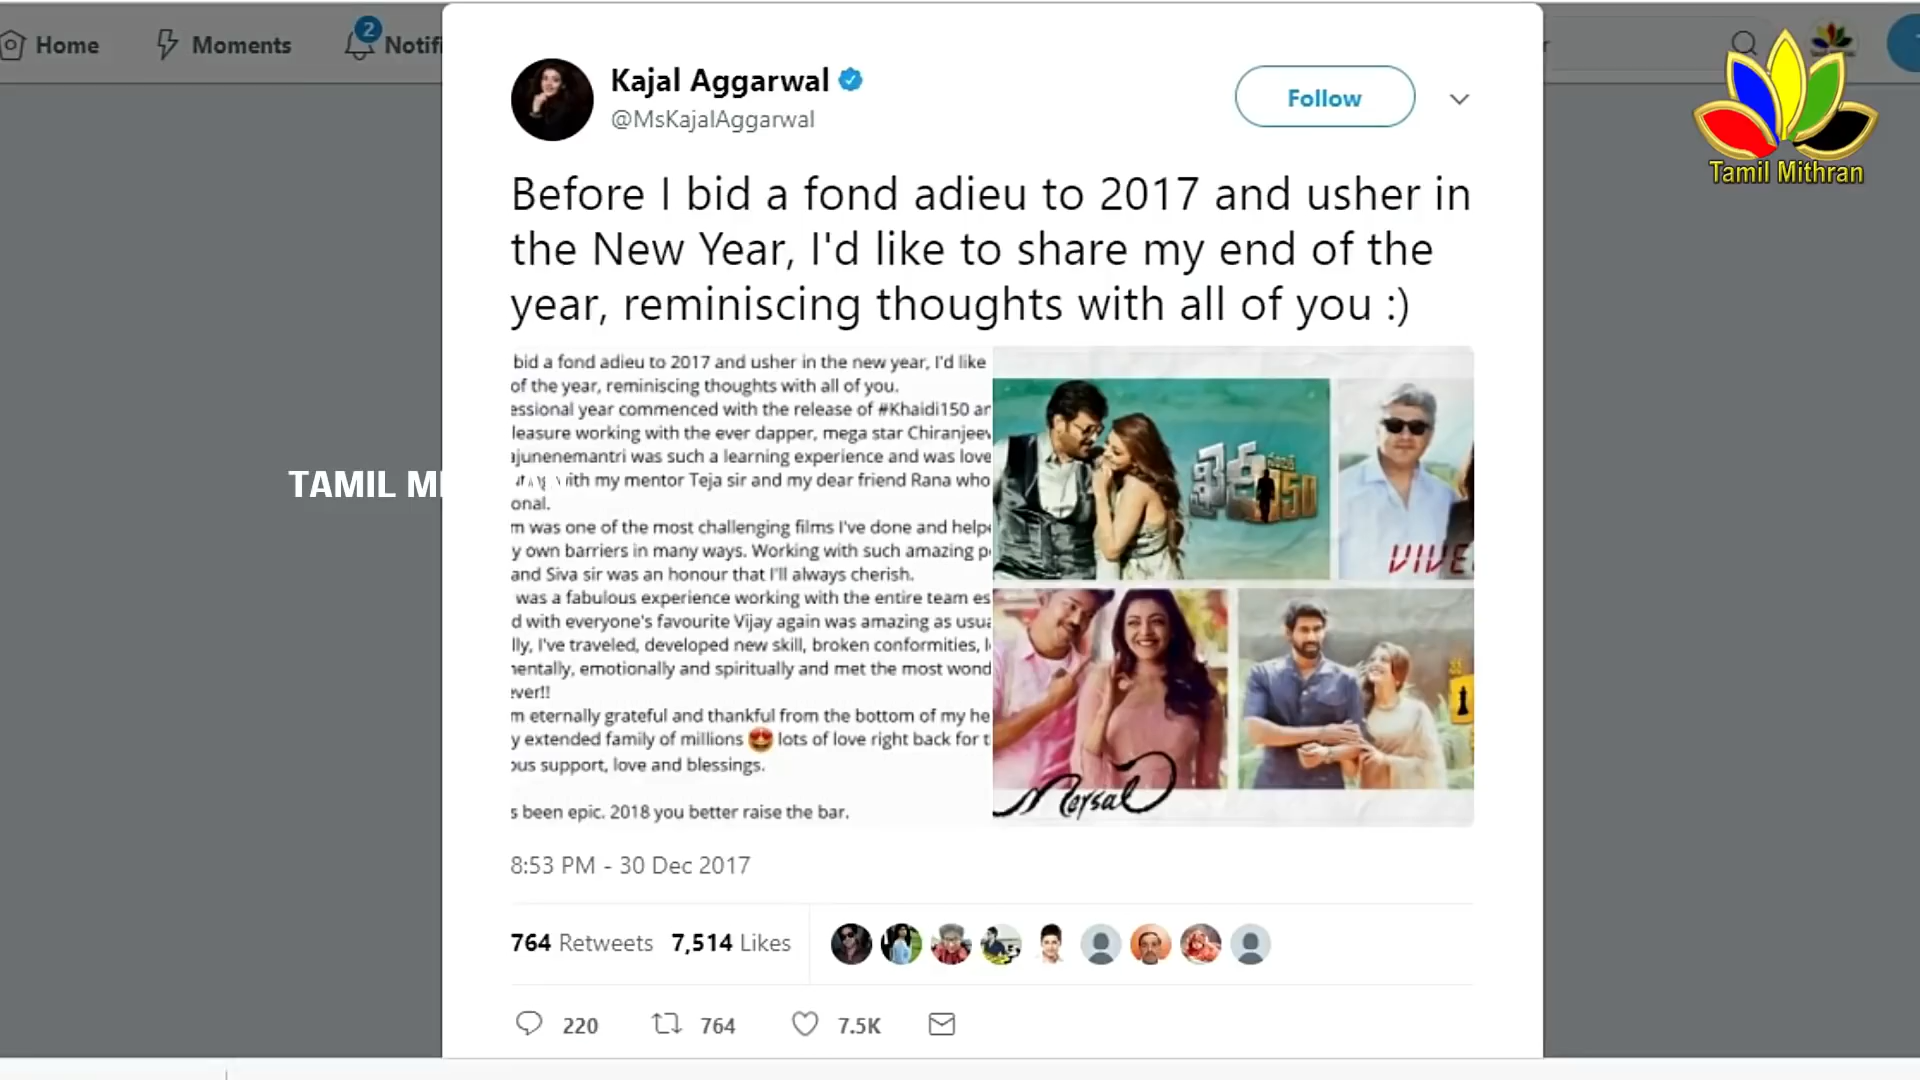 Home
Moments
2
Notifi
Kajal Aggarwal
@MsKajalAggarwal
Follow
Tamil Mithran
Before I bid a fond adieu to 2017 and usher in
the New Year, I'd like to share my end of the
year, reminiscing thoughts with all of you :)
bid a fond adieu to 2017 and usher in the new year, I'd like
of the year, reminiscing thoughts with all of you.
essional year commenced with the release of #Khaidi150 an
leasure working with the ever dapper, mega star Chiranjeev
ajunenemantri was such a learning experience and was love
with my mentor Teja sir and my dear friend Rana who
onal.
m was one of the most challenging films I've done and helpe
y own barriers in many ways. Working with such amazing p
and Siva sir was an honour that I'll always cherish.
was a fabulous experience working with the entire team es
d with everyone's favourite Vijay again was amazing as usua
lly, I've traveled, developed new skill, broken conformities, l
mentally, emotionally and spiritually and met the most wond
ever!!
m eternally grateful and thankful from the bottom of my he
y extended family of millions 😍 lots of love right back for t
ous support, love and blessings.
s been epic. 2018 you better raise the bar.
TAMIL MI
ఖైదీ
150
VIVE
Mersal
8:53 PM - 30 Dec 2017
764 Retweets 7,514 Likes
220 764 7.5K